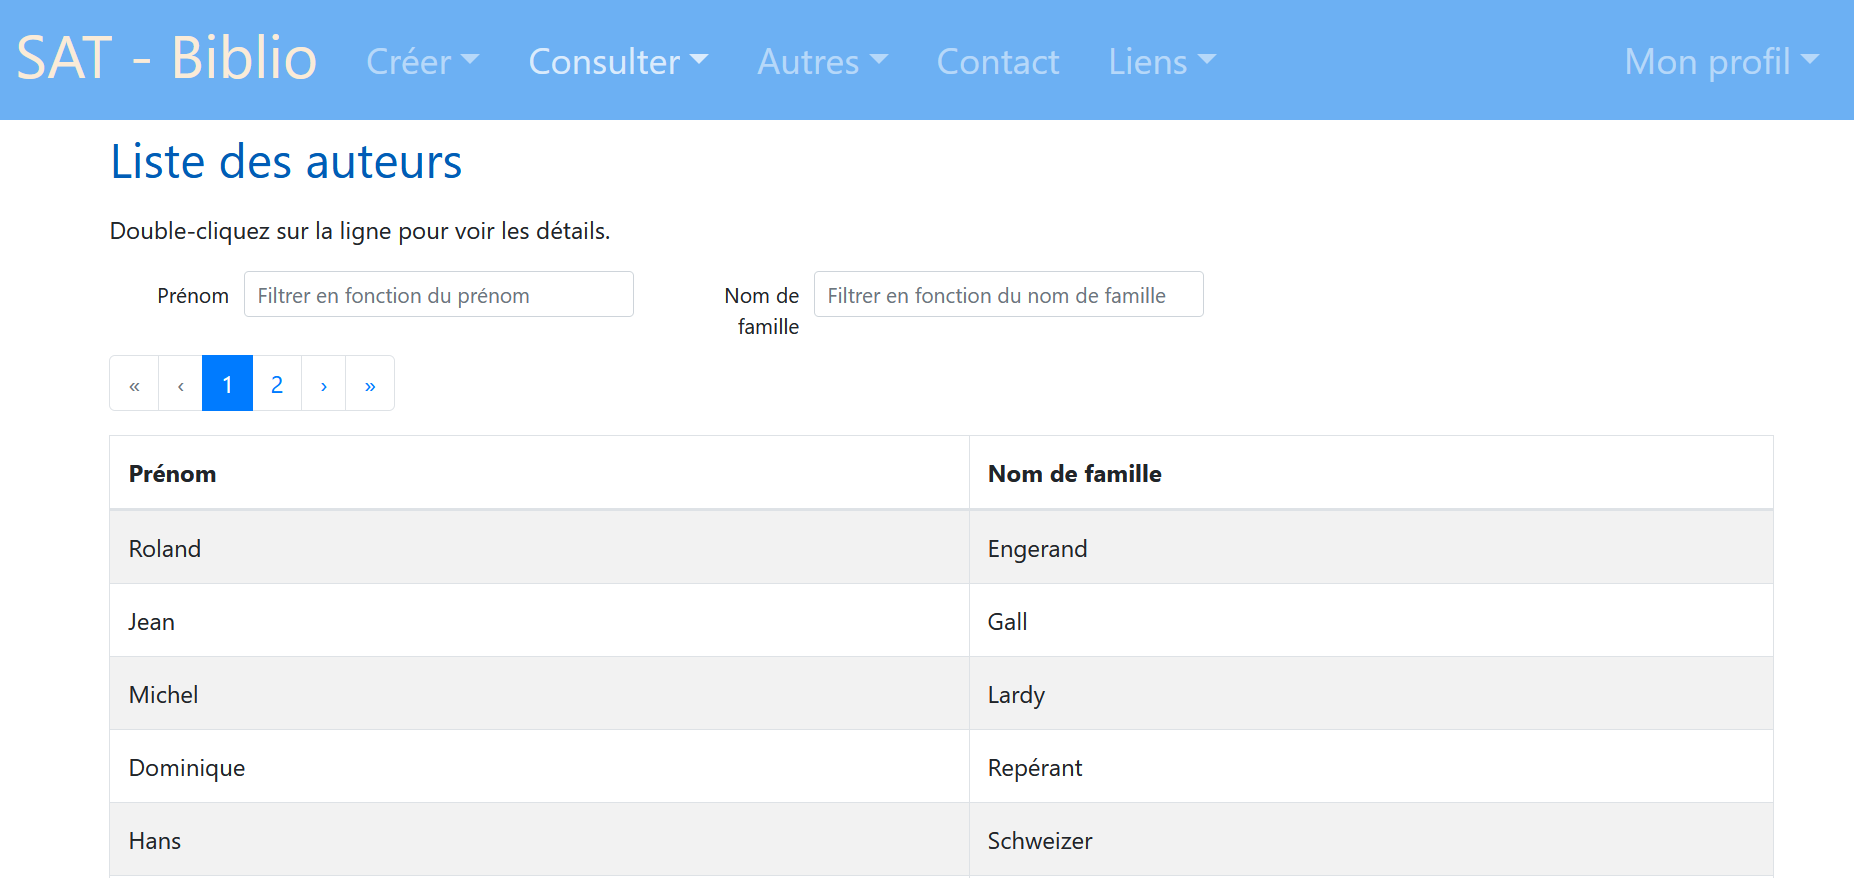 SAT - Biblio Créer Consulter Autres Contact Liens Mon profil
Liste des auteurs
Double-cliquez sur la ligne pour voir les détails.
Prénom Filtrer en fonction du prénom Nom de famille Filtrer en fonction du nom de famille
« ‹ 1 2 › »
Prénom Nom de famille
Roland Engerand
Jean Gall
Michel Lardy
Dominique Repérant
Hans Schweizer